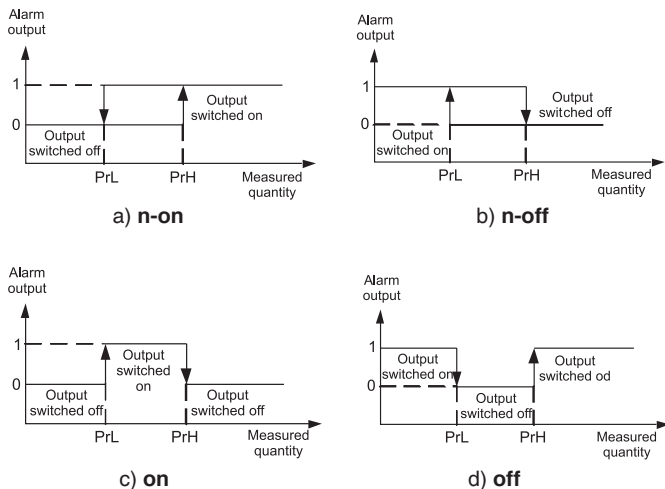 Alarm
output
1
0
Output
switched on
Output
switched off
PrL
PrH
Measured
quantity
a) n-on
Alarm
output
1
0
Output
switched off
Output
switched on
PrL
PrH
Measured
quantity
b) n-off
Alarm
output
1
0
Output
switched
on
Output
switched off
Output
switched off
PrL
PrH
Measured
quantity
c) on
Alarm
output
1
0
Output
switched on
Output
switched od
Output
switched off
PrL
PrH
Measured
quantity
d) off